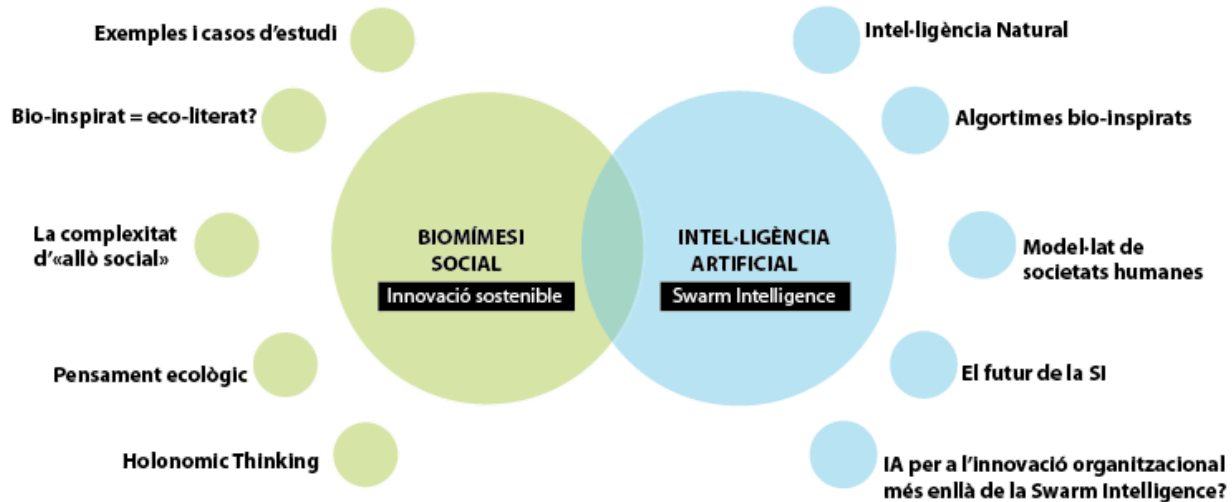 Exemples i casos d'estudi
Bio-inspirat = eco-literat?
La complexitat
d'«allò social»
Pensament ecològic
Holonomic Thinking
BIOMÍMESI
SOCIAL
Innovació sostenible
INTEL·LIGÈNCIA
ARTIFICIAL
Swarm Intelligence
Intel·ligència Natural
Algortimes bio-inspirats
Model·lat de
societats humanes
El futur de la SI
IA per a l'innovació organitzacional
més enllà de la Swarm Intelligence?